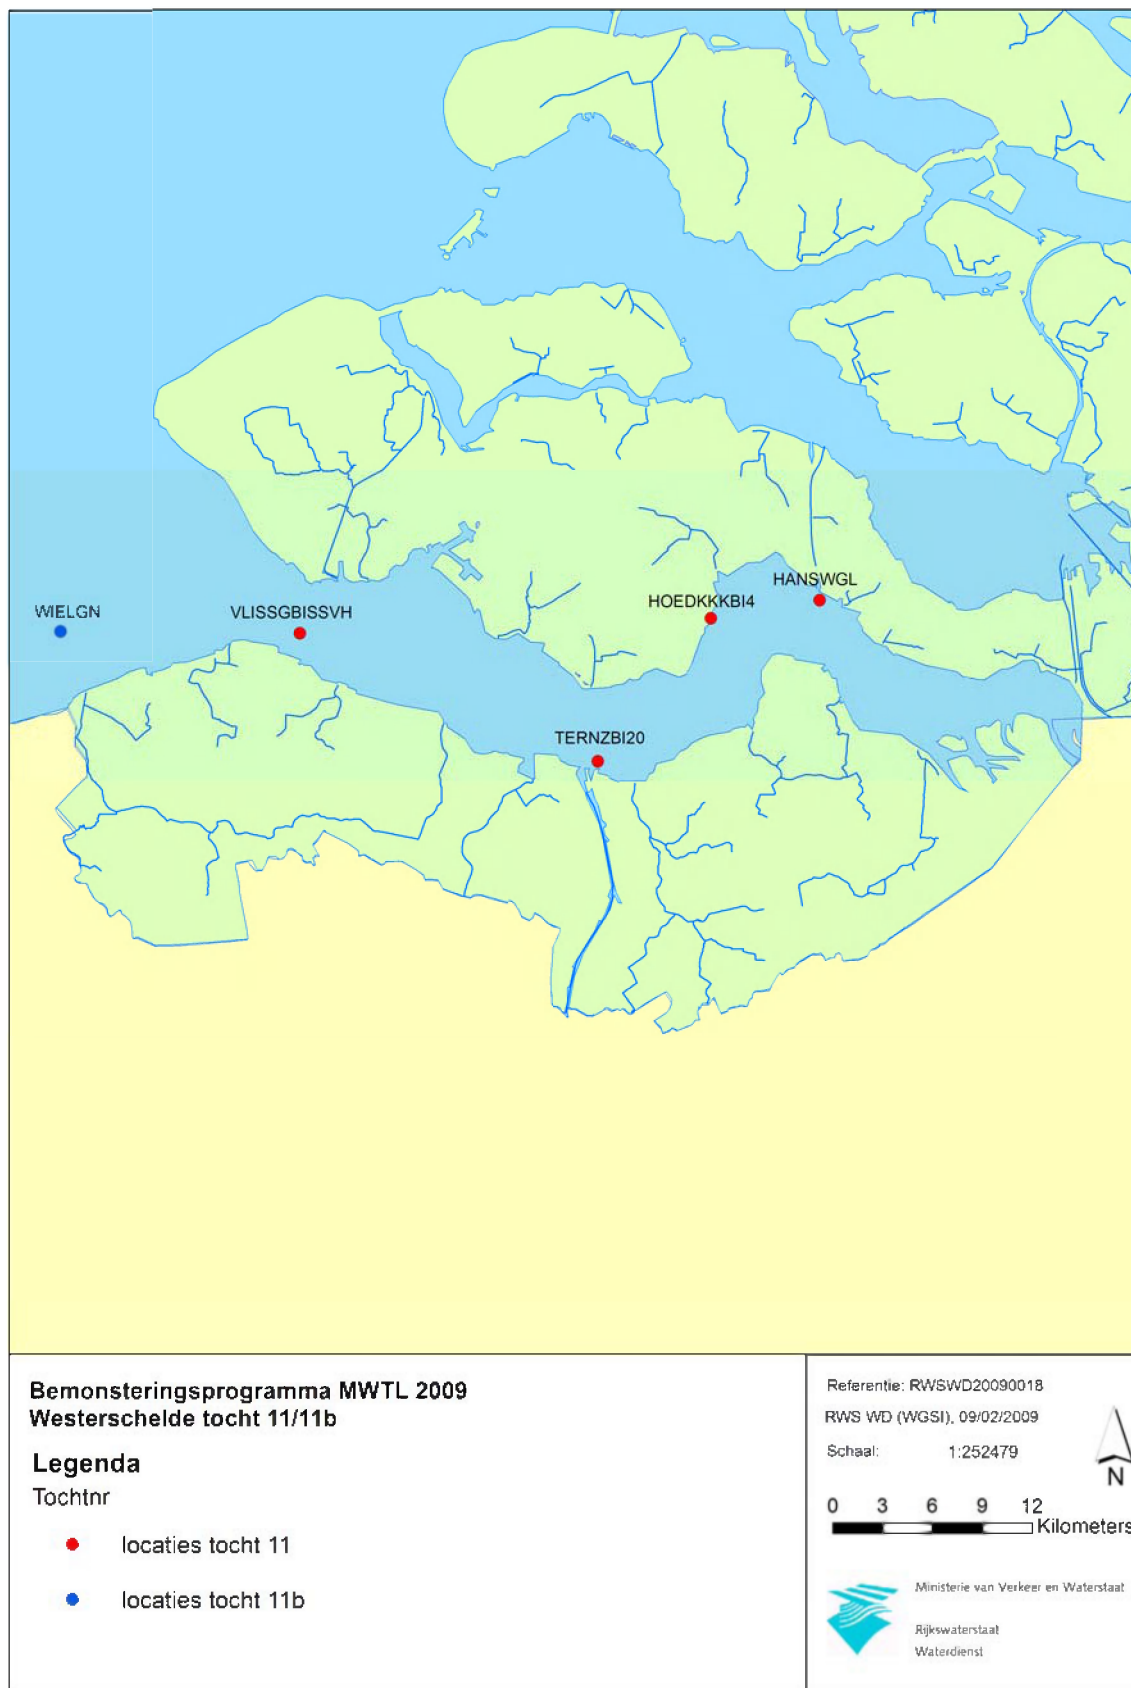 HANSWGL
HOEDKKKBI4
WIELGN
VLISSGBISSVH
TERNZBI20
Bemonsteringsprogramma MWTL 2009
Westerschelde tocht 11/11b
Legenda
Tochtnr
locaties tocht 11
locaties tocht 11b
Referentie: RWSWD20090018
RWS WD (WGSI), 09/02/2009
Schaal: 1:252479
N
0 3 6 9 12
Kilometers
Ministerie van Verkeer en Waterstaat
Rijkswaterstaat
Waterdienst